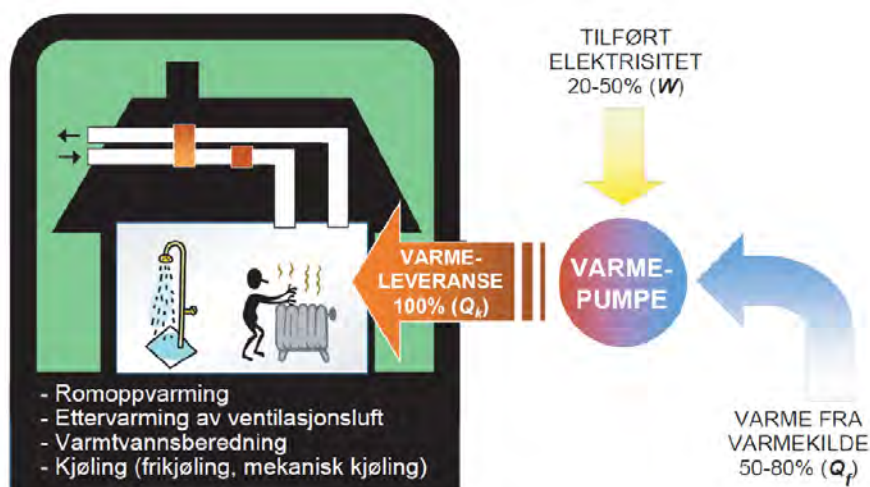 TILFØRT
ELEKTRISITET
20-50% (W)
VARME-
LEVERANSE
100% (Qk)
VARME-
PUMPE
- Romoppvarming
- Ettervarming av ventilasjonsluft
- Varmtvannsberedning
- Kjøling (frikjøling, mekanisk kjøling)
VARME FRA
VARMEKILDE
50-80% (Qf)